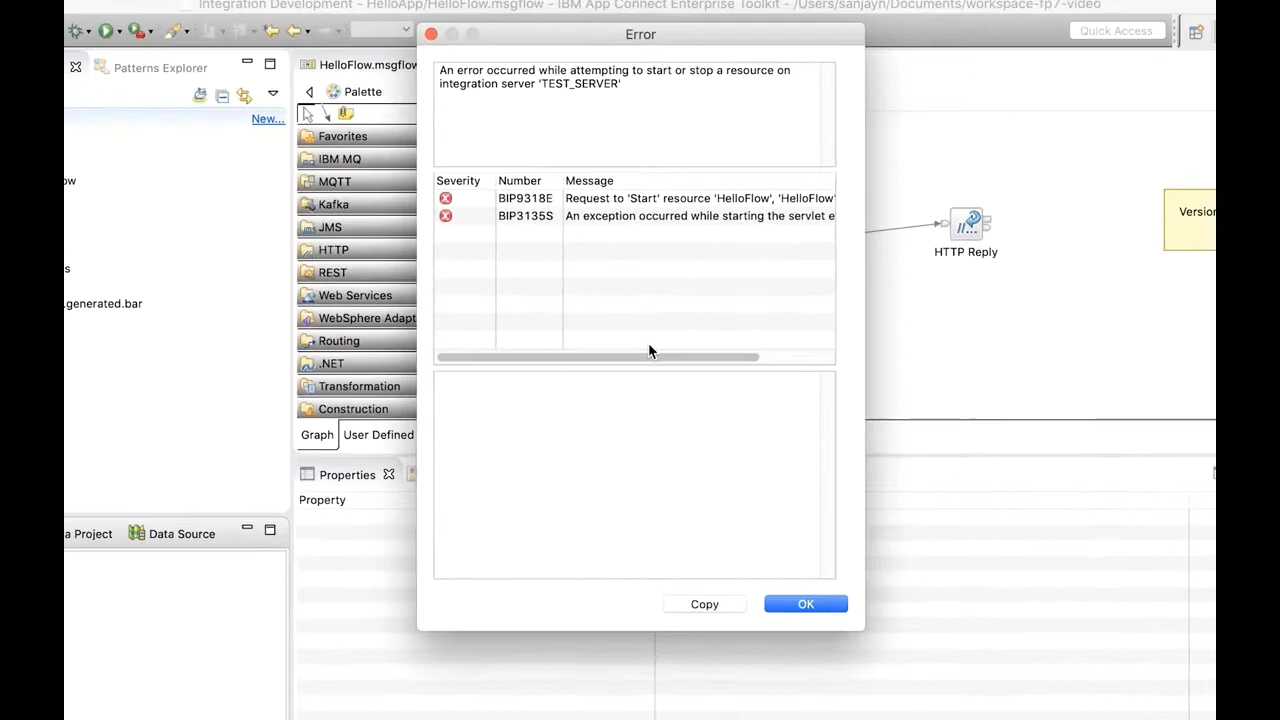 Integration Development - HelloApp/HelloFlow.msgflow - IBM App Connect Enterprise Toolkit - /Users/sanjayn/Documents/workspace-fp7-video
Quick Access
Error
Patterns Explorer
New...
ow
s
.generated.bar
a Project
Data Source
HelloFlow.msgflow
Palette
Favorites
IBM MQ
MQTT
Kafka
JMS
HTTP
REST
Web Services
WebSphere Adapt
Routing
.NET
Transformation
Construction
Graph
User Defined
Properties
Property
An error occurred while attempting to start or stop a resource on
integration server 'TEST_SERVER'
Severity Number Message
BIP9318E Request to 'Start' resource 'HelloFlow', 'HelloFlow'
BIP3135S An exception occurred while starting the servlet e
Copy
OK
HTTP Reply
Version